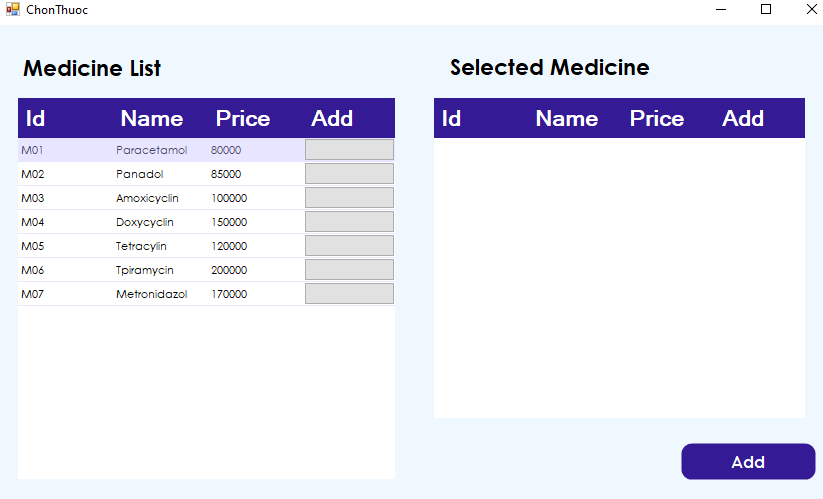 ChonThuoc
Medicine List
Id Name Price Add
M01 Paracetamol 80000
M02 Panadol 85000
M03 Amoxicyclin 100000
M04 Doxycyclin 150000
M05 Tetracylin 120000
M06 Tpiramycin 200000
M07 Metronidazol 170000
Selected Medicine
Id Name Price Add
Add